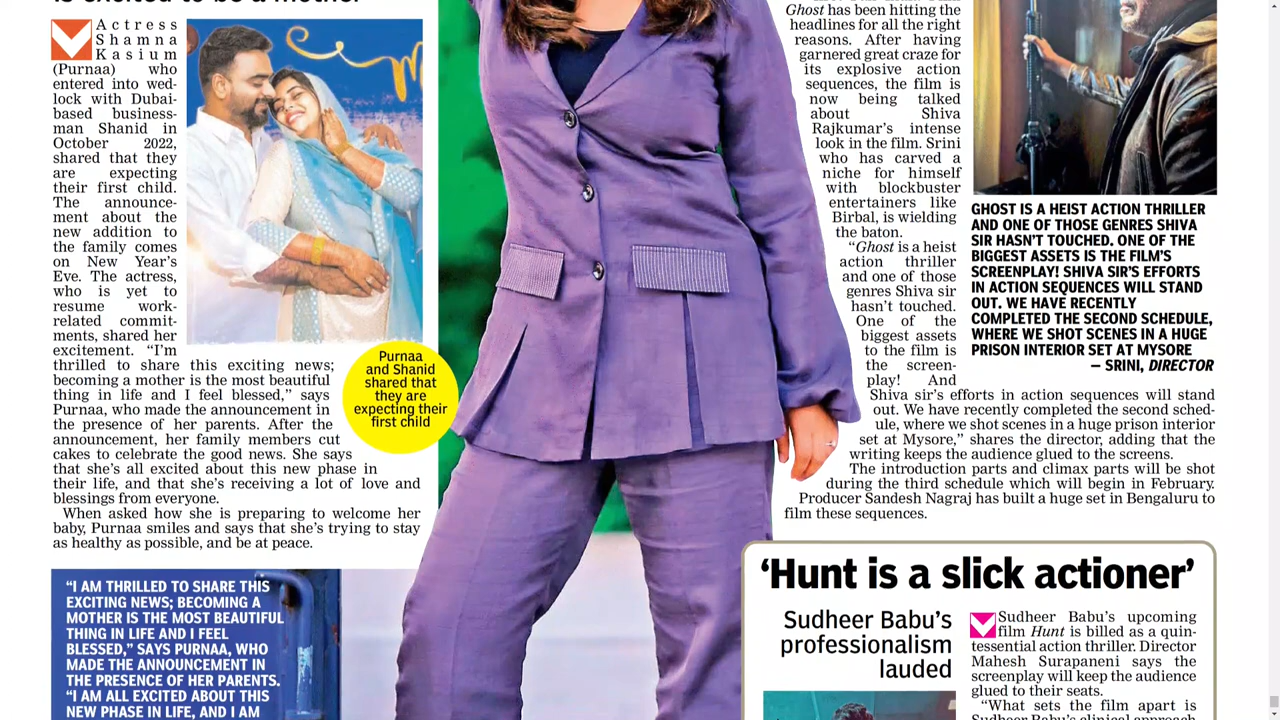 is excited to be a mother
Actress
Shamna
Kasium
(Purnaa) who
entered into wed-
lock with Dubai-
based business-
man Shanid in
October 2022,
shared that they
are expecting
their first child.
The announce-
ment about the
new addition to
the family comes
on New Year's
Eve. The actress,
who is yet to
resume work-
related commit-
ments, shared her
excitement. “I'm
thrilled to share this exciting news;
becoming a mother is the most beautiful
thing in life and I feel blessed,” says
Purnaa, who made the announcement in
the presence of her parents. After the
announcement, her family members cut
cakes to celebrate the good news. She says
that she's all excited about this new phase in
their life, and that she's receiving a lot of love and
blessings from everyone.
When asked how she is preparing to welcome her
baby, Purnaa smiles and says that she's trying to stay
as healthy as possible, and be at peace.
Purnaa
and Shanid
shared that
they are
expecting their
first child
“I AM THRILLED TO SHARE THIS
EXCITING NEWS; BECOMING A
MOTHER IS THE MOST BEAUTIFUL
THING IN LIFE AND I FEEL
BLESSED,” SAYS PURNAA, WHO
MADE THE ANNOUNCEMENT IN
THE PRESENCE OF HER PARENTS.
“I AM ALL EXCITED ABOUT THIS
NEW PHASE IN LIFE, AND I AM
Ghost has been hitting the
headlines for all the right
reasons. After having
garnered great craze for
its explosive action
sequences, the film is
now being talked
about Shiva
Rajkumar's intense
look in the film. Srini
who has carved a
niche for himself
with blockbuster
entertainers like
Birbal, is wielding
the baton.
“Ghost is a heist
action thriller
and one of those
genres Shiva sir
hasn't touched.
One of the
biggest assets
to the film is
the screen-
play! And
Shiva sir's efforts in action sequences will stand
out. We have recently completed the second sched-
ule, where we shot scenes in a huge prison interior
set at Mysore,” shares the director, adding that the
writing keeps the audience glued to the screens.
The introduction parts and climax parts will be shot
during the third schedule which will begin in February.
Producer Sandesh Nagraj has built a huge set in Bengaluru to
film these sequences.
GHOST IS A HEIST ACTION THRILLER
AND ONE OF THOSE GENRES SHIVA
SIR HASN'T TOUCHED. ONE OF THE
BIGGEST ASSETS IS THE FILM'S
SCREENPLAY! SHIVA SIR'S EFFORTS
IN ACTION SEQUENCES WILL STAND
OUT. WE HAVE RECENTLY
COMPLETED THE SECOND SCHEDULE,
WHERE WE SHOT SCENES IN A HUGE
PRISON INTERIOR SET AT MYSORE
— SRINI, DIRECTOR
‘Hunt is a slick actioner’
Sudheer Babu's
professionalism
lauded
Sudheer Babu's upcoming
film Hunt is billed as a quin-
tessential action thriller. Director
Mahesh Surapaneni says the
screenplay will keep the audience
glued to their seats.
“What sets the film apart is
Sudheer Babu's clinical approach